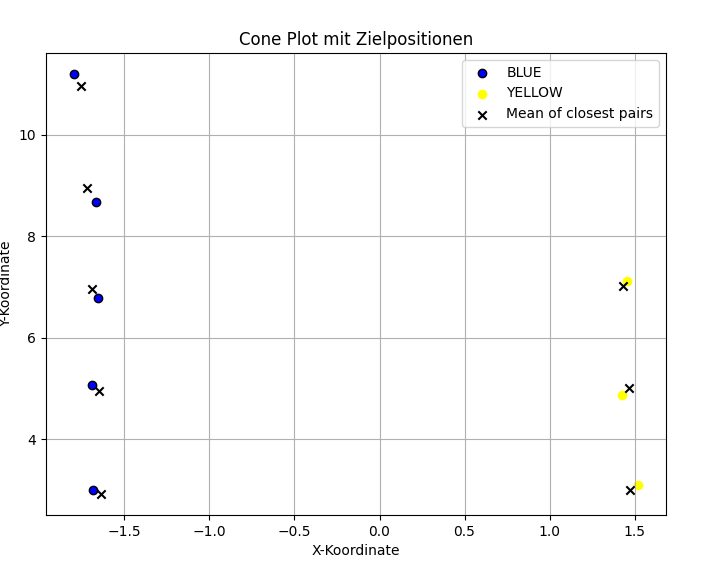 Cone Plot mit Zielpositionen
BLUE
YELLOW
Mean of closest pairs
10
8
6
4
Y-Koordinate
−1.5
−1.0
−0.5
0.0
0.5
1.0
1.5
X-Koordinate